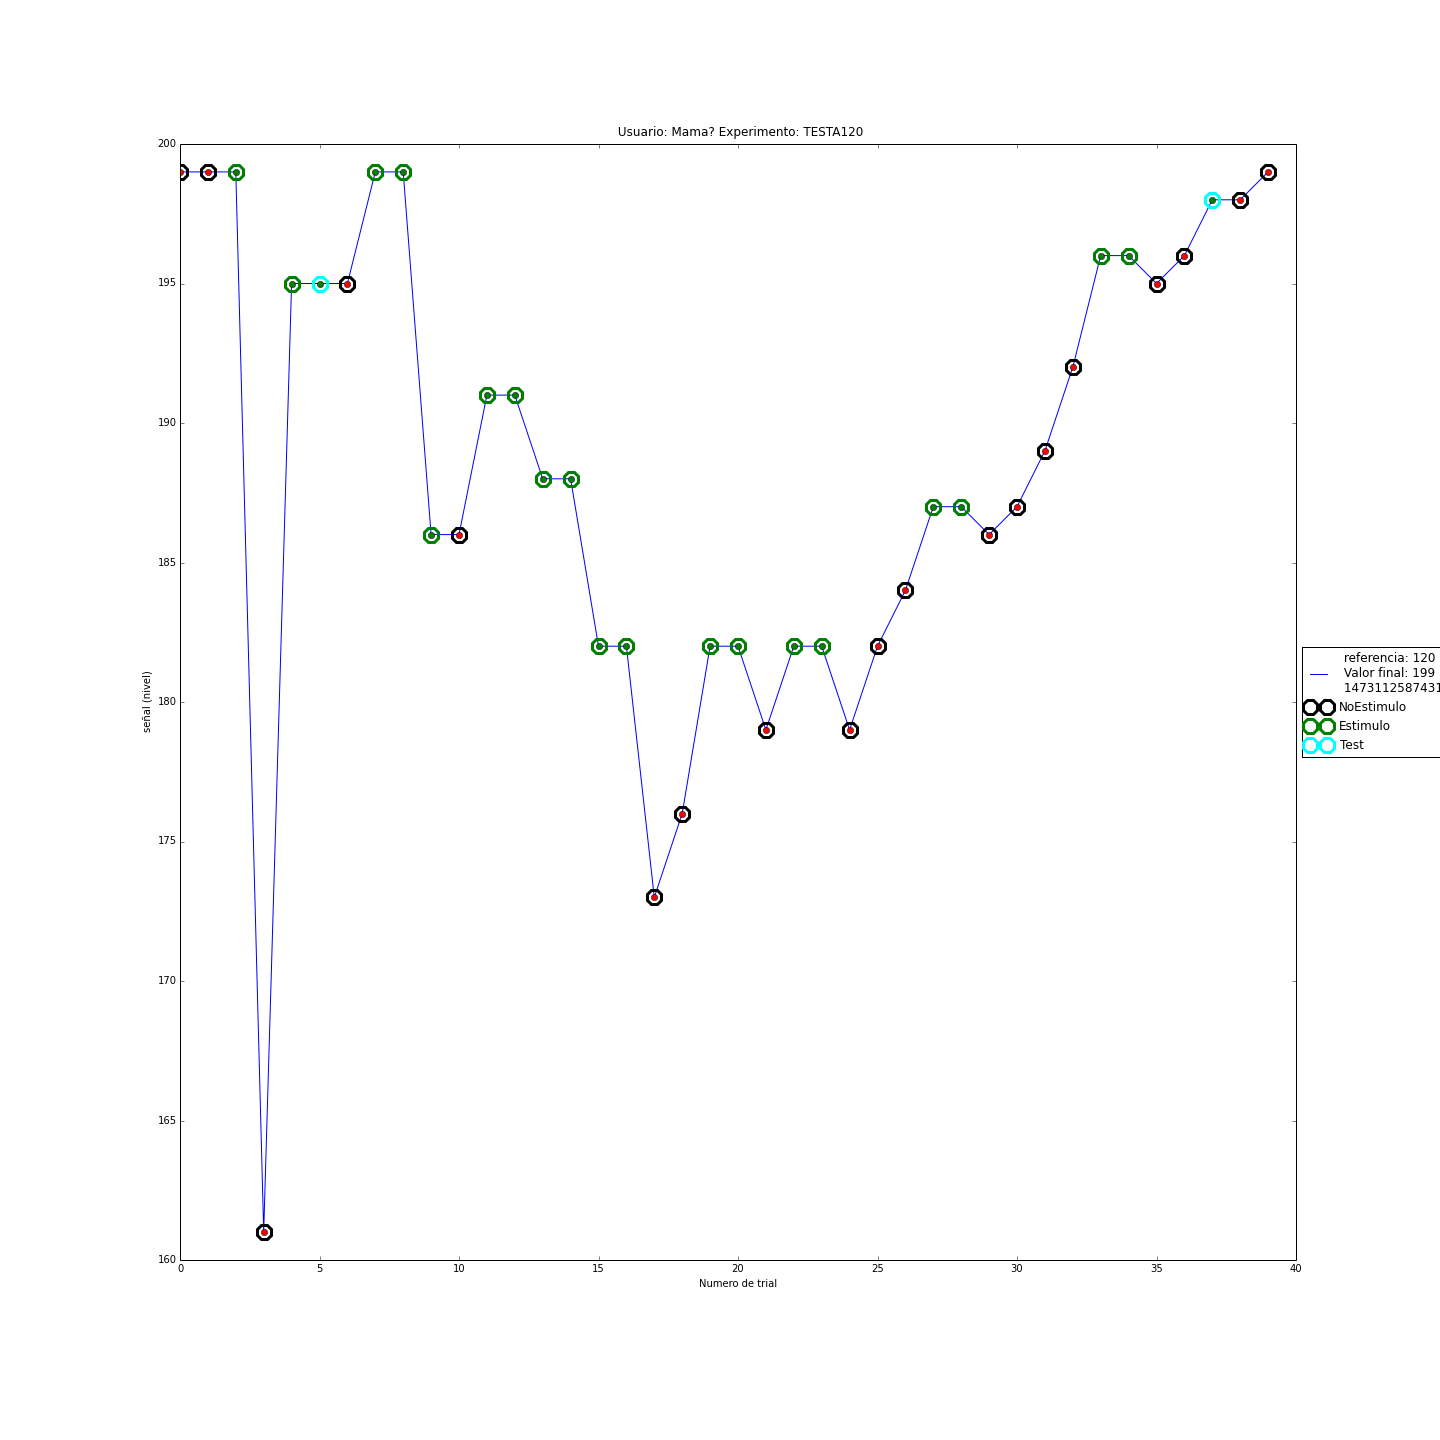 Usuario: Mama? Experimento: TESTA120
200
195
190
185
180
175
170
165
160
señal (nivel)
0 5 10 15 20 25 30 35 40
Numero de trial
referencia: 120
Valor final: 199
1473112587431
NoEstimulo
Estimulo
Test